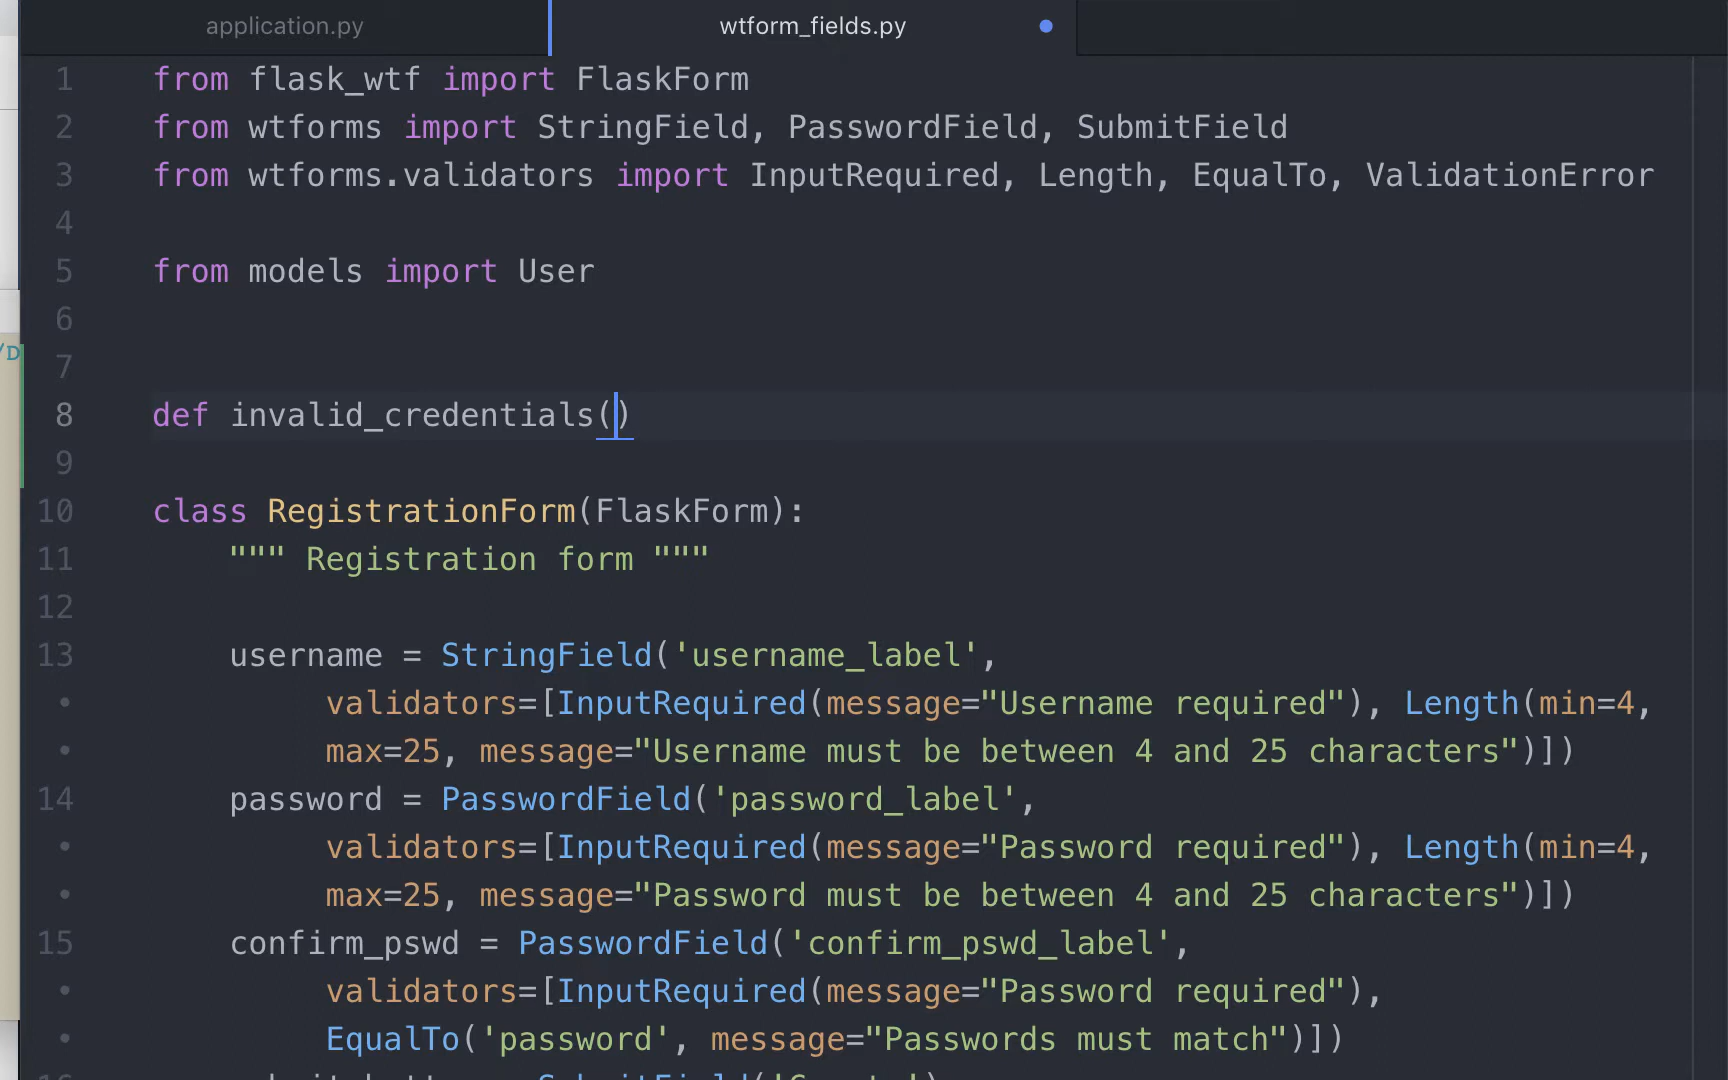 application.py
wtform_fields.py
1 from flask_wtf import FlaskForm
2 from wtforms import StringField, PasswordField, SubmitField
3 from wtforms.validators import InputRequired, Length, EqualTo, ValidationError
4
5 from models import User
6
7
8 def invalid_credentials()
9
10 class RegistrationForm(FlaskForm):
11 """ Registration form """
12
13 username = StringField('username_label',
• validators=[InputRequired(message="Username required"), Length(min=4,
• max=25, message="Username must be between 4 and 25 characters")])
14 password = PasswordField('password_label',
• validators=[InputRequired(message="Password required"), Length(min=4,
• max=25, message="Password must be between 4 and 25 characters")])
15 confirm_pswd = PasswordField('confirm_pswd_label',
• validators=[InputRequired(message="Password required"),
• EqualTo('password', message="Passwords must match")])
/D